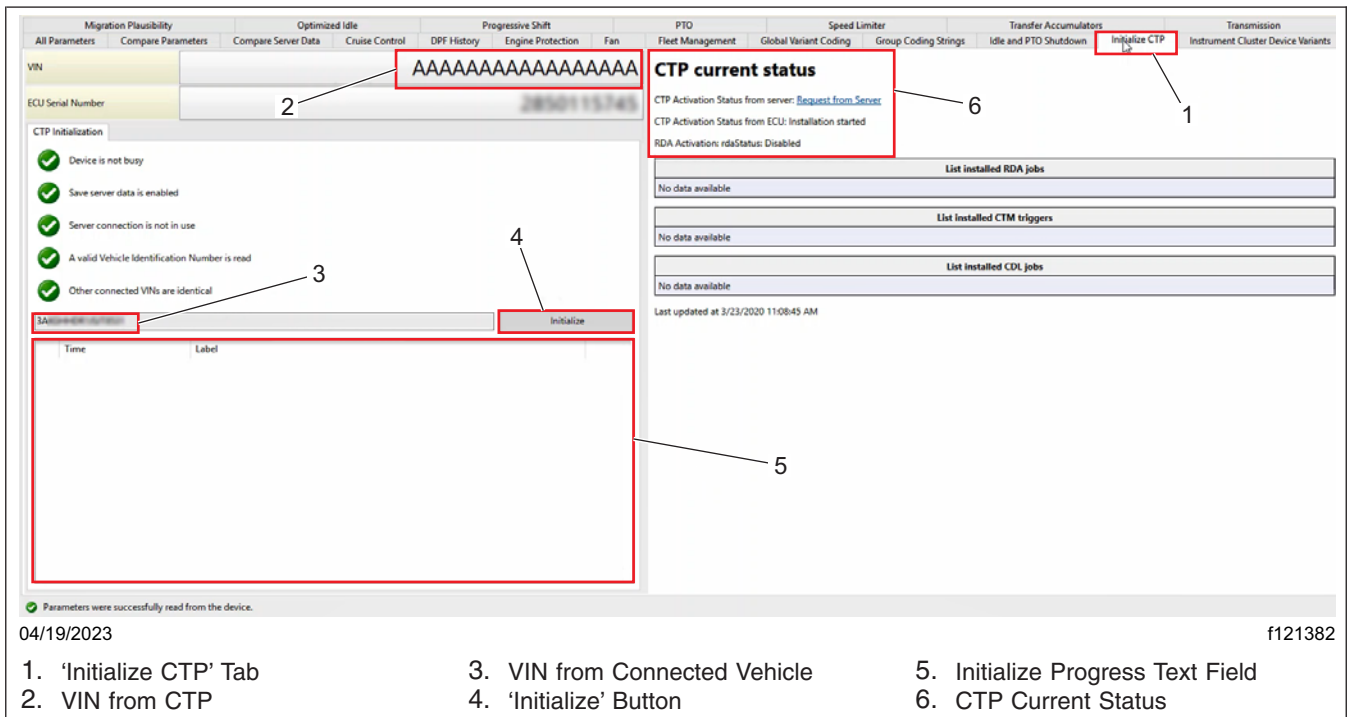 Migration Plausibility Optimized Idle Progressive Shift PTO Speed Limiter Transfer Accumulators Transmission
All Parameters Compare Parameters Compare Server Data Cruise Control DPF History Engine Protection Fan Fleet Management Global Variant Coding Group Coding Strings Idle and PTO Shutdown Initialize CTP Instrument Cluster Device Variants
VIN
AAAAAAAAAAAAAAAAA
2
ECU Serial Number
CTP Initialization
Device is not busy
Save server data is enabled
Server connection is not in use
A valid Vehicle Identification Number is read
Other connected VINs are identical
3
4
3A
Initialize
Time Label
5
CTP current status
CTP Activation Status from server: Request from Server
CTP Activation Status from ECU: Installation started
RDA Activation: rdaStatus: Disabled
6
1
List installed RDA jobs
No data available
List installed CTM triggers
No data available
List installed CDL jobs
No data available
Last updated at 3/23/2020 11:08:45 AM
Parameters were successfully read from the device.
04/19/2023 f121382
1. ‘Initialize CTP’ Tab
2. VIN from CTP
3. VIN from Connected Vehicle
4. ‘Initialize’ Button
5. Initialize Progress Text Field
6. CTP Current Status